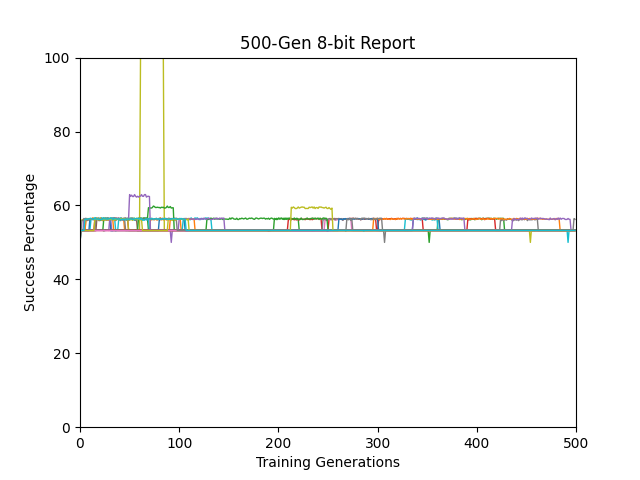 500-Gen 8-bit Report
100
80
60
40
20
0
Success Percentage
0 100 200 300 400 500
Training Generations